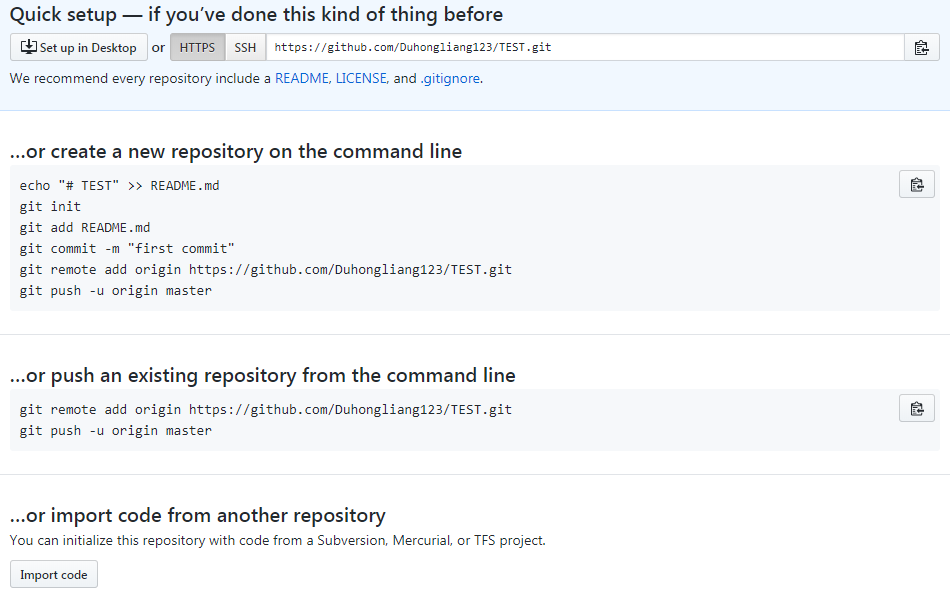 Quick setup — if you’ve done this kind of thing before
Set up in Desktop or HTTPS SSH https://github.com/Duhongliang123/TEST.git
We recommend every repository include a README, LICENSE, and .gitignore.
…or create a new repository on the command line
echo "# TEST" >> README.md
git init
git add README.md
git commit -m "first commit"
git remote add origin https://github.com/Duhongliang123/TEST.git
git push -u origin master
…or push an existing repository from the command line
git remote add origin https://github.com/Duhongliang123/TEST.git
git push -u origin master
…or import code from another repository
You can initialize this repository with code from a Subversion, Mercurial, or TFS project.
Import code